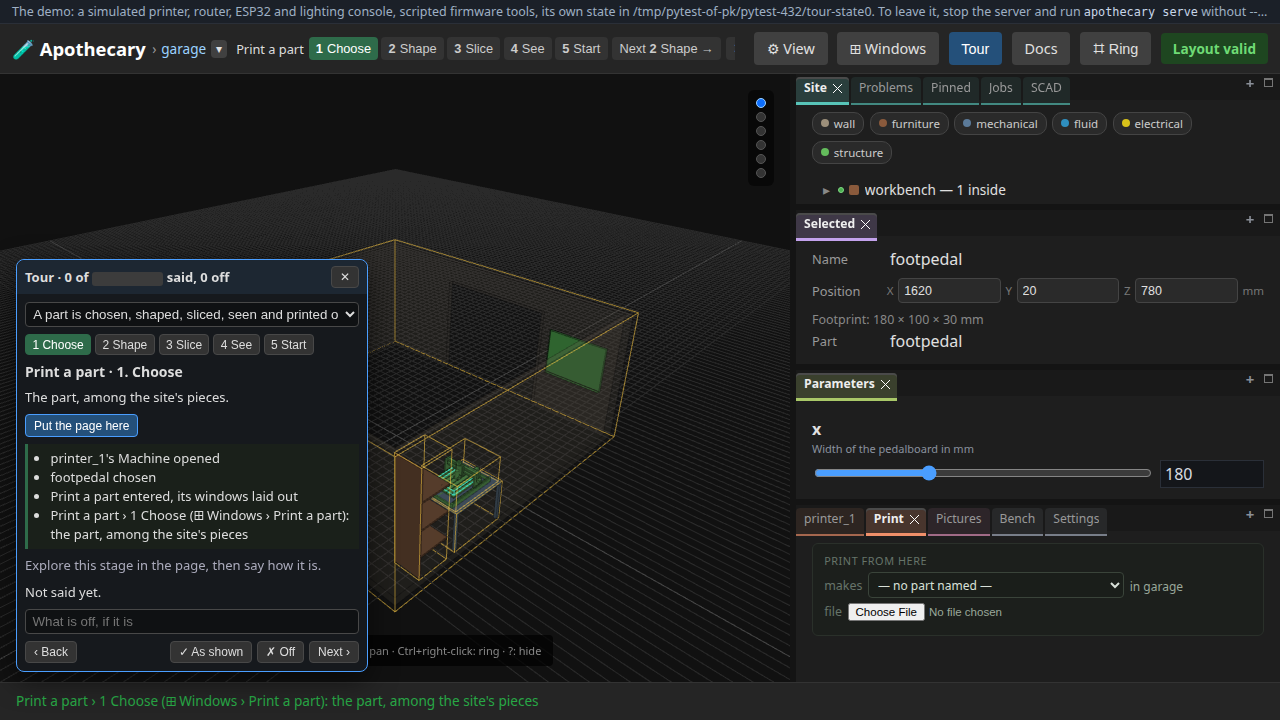 The demo: a simulated printer, router, ESP32 and lighting console, scripted firmware tools, its own state in /tmp/pytest-of-pk/pytest-432/tour-state0. To leave it, stop the server and run apothecary serve without --...
Apothecary › garage ▾ Print a part 1 Choose 2 Shape 3 Slice 4 See 5 Start Next 2 Shape → ⚙ View ⊞ Windows Tour Docs ⌗ Ring Layout valid
Site Problems Pinned Jobs SCAD
wall furniture mechanical fluid electrical
structure
▸ workbench — 1 inside
Selected
Name footpedal
Position X 1620 Y 20 Z 780 mm
Footprint: 180 × 100 × 30 mm
Part footpedal
Parameters
x
Width of the pedalboard in mm
180
printer_1 Print Pictures Bench Settings
PRINT FROM HERE
makes — no part named — in garage
file Choose File No file chosen
Tour · 0 of said, 0 off
A part is chosen, shaped, sliced, seen and printed o
1 Choose 2 Shape 3 Slice 4 See 5 Start
Print a part · 1. Choose
The part, among the site's pieces.
Put the page here
printer_1's Machine opened
footpedal chosen
Print a part entered, its windows laid out
Print a part › 1 Choose (⊞ Windows › Print a part):
the part, among the site's pieces
Explore this stage in the page, then say how it is.
Not said yet.
What is off, if it is
‹ Back ✓ As shown ✗ Off Next ›
pan · Ctrl+right-click: ring · ?: hide
Print a part › 1 Choose (⊞ Windows › Print a part): the part, among the site's pieces